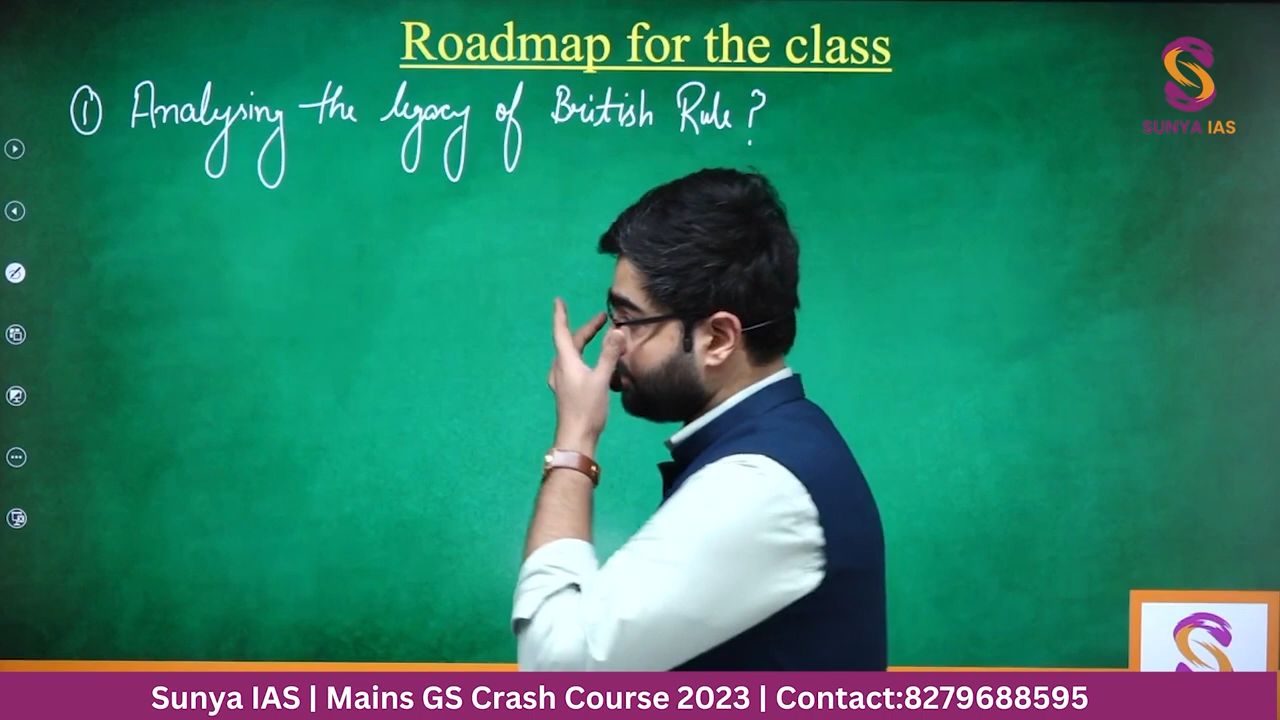 Roadmap for the class
① Analysing the legacy of British Rule?
SUNYA IAS
Sunya IAS | Mains GS Crash Course 2023 | Contact:8279688595